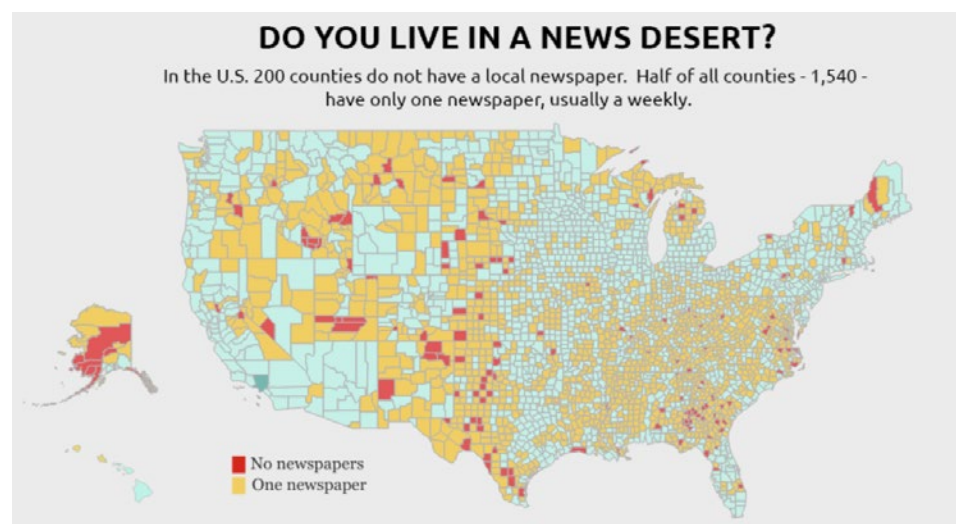 DO YOU LIVE IN A NEWS DESERT?
In the U.S. 200 counties do not have a local newspaper.  Half of all counties - 1,540 -
have only one newspaper, usually a weekly.
No newspapers
One newspaper